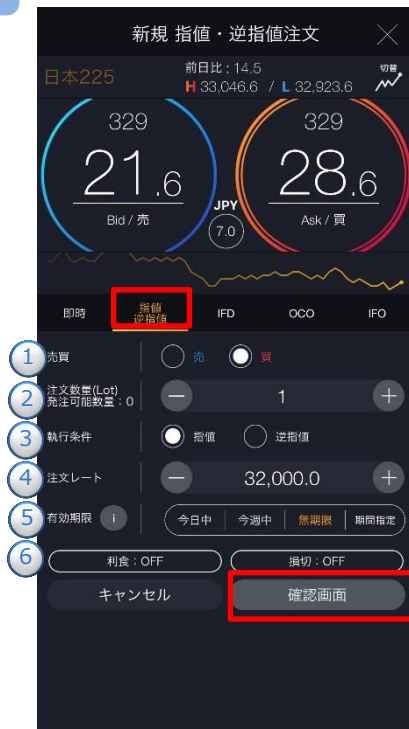 新規 指値・逆指値注文
日本225
前日比：14.5
H 33,046.6 / L 32,923.6
切替
329
21.6
Bid / 売
JPY
7.0
329
28.6
Ask / 買
即時
指値
逆指値
IFD
OCO
IFO
1 売買 売 買
2 注文数量(Lot)
発注可能数量：0
− 1 +
3 執行条件 指値 逆指値
4 注文レート − 32,000.0 +
5 有効期限 i 今日中 今週中 無期限 期間指定
6 利食：OFF 損切：OFF
キャンセル 確認画面